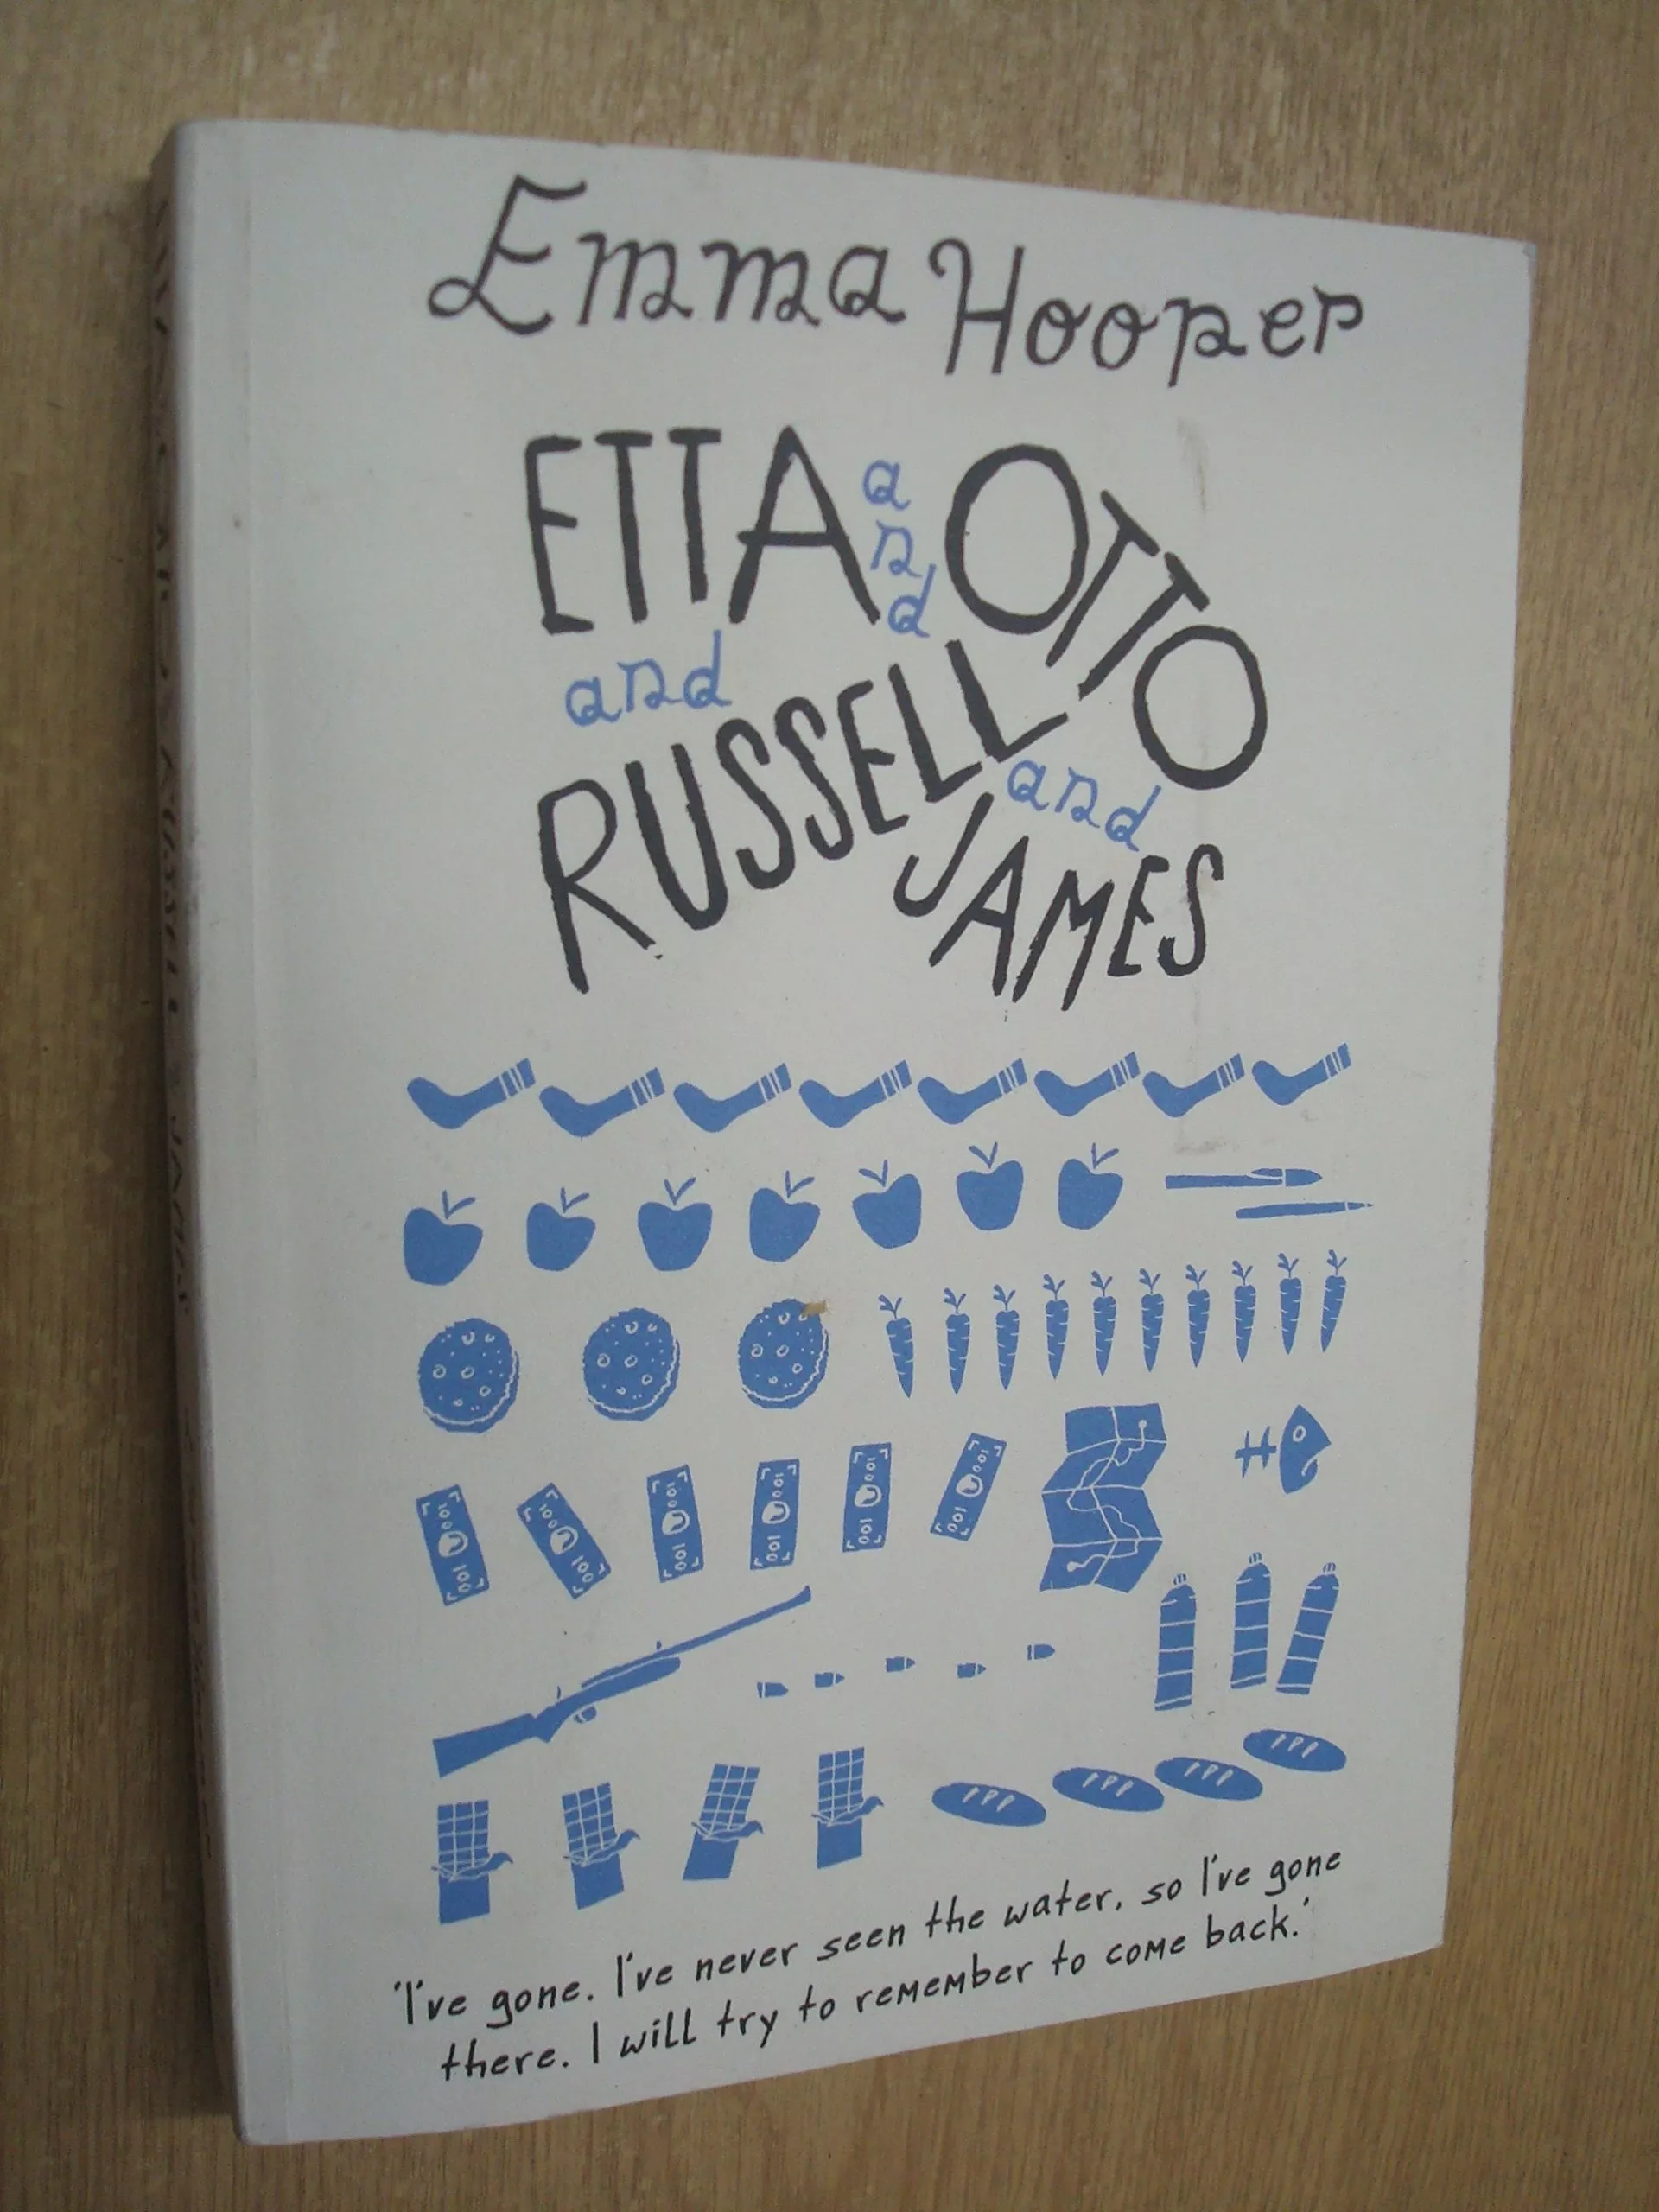 Emma Hooper
ETTA and OTTO
and RUSSELL
and JAMES
'I've gone. I've never seen the water, so I've gone
there. I will try to remember to come back.'